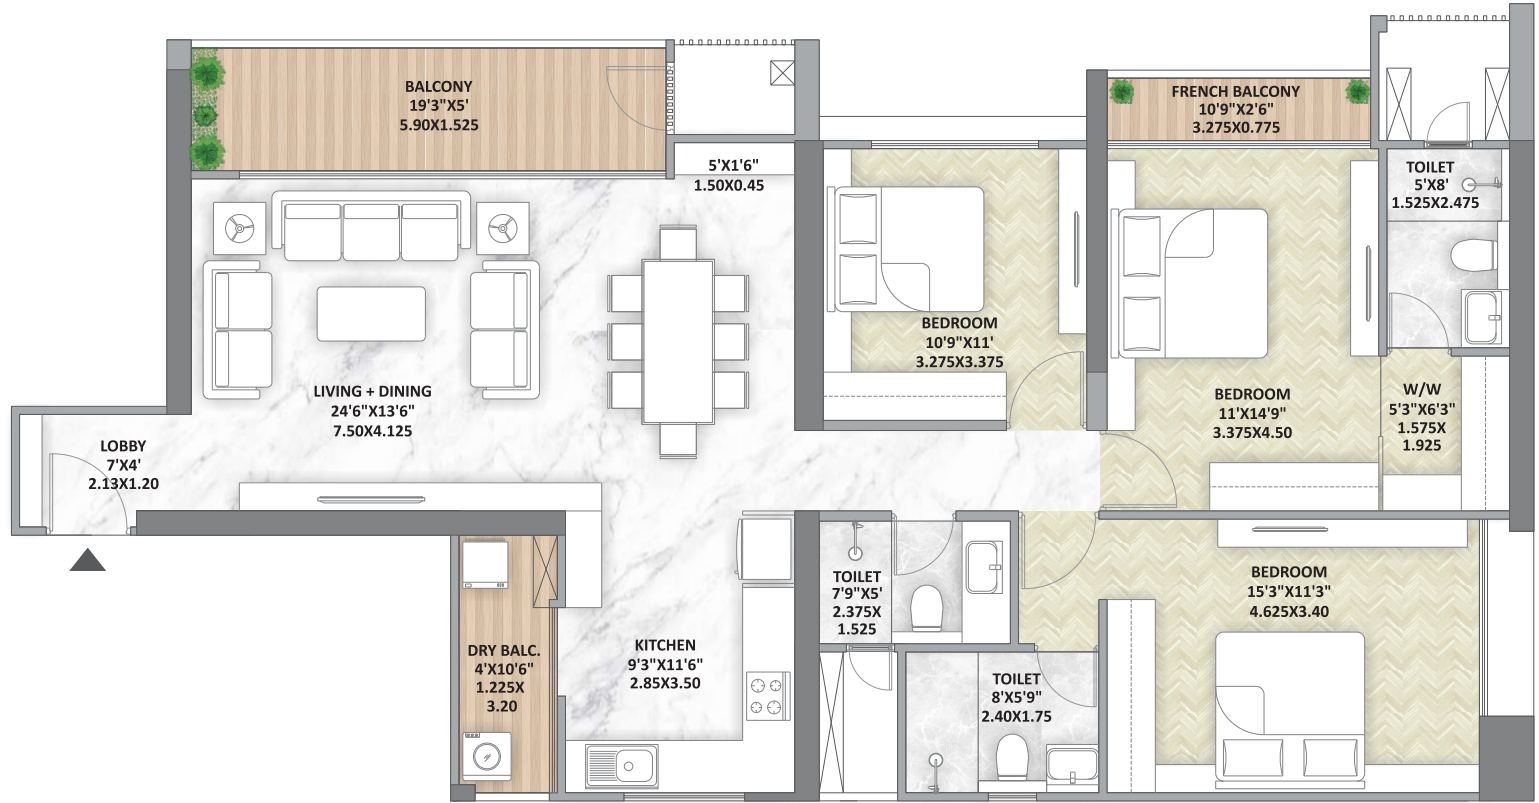 BALCONY
19'3"X5'
5.90X1.525
FRENCH BALCONY
10'9"X2'6"
3.275X0.775
5'X1'6"
1.50X0.45
TOILET
5'X8'
1.525X2.475
BEDROOM
10'9"X11'
3.275X3.375
LIVING + DINING
24'6"X13'6"
7.50X4.125
BEDROOM
11'X14'9"
3.375X4.50
W/W
5'3"X6'3"
1.575X
1.925
LOBBY
7'X4'
2.13X1.20
TOILET
7'9"X5'
2.375X
1.525
BEDROOM
15'3"X11'3"
4.625X3.40
DRY BALC.
4'X10'6"
1.225X
3.20
KITCHEN
9'3"X11'6"
2.85X3.50
TOILET
8'X5'9"
2.40X1.75